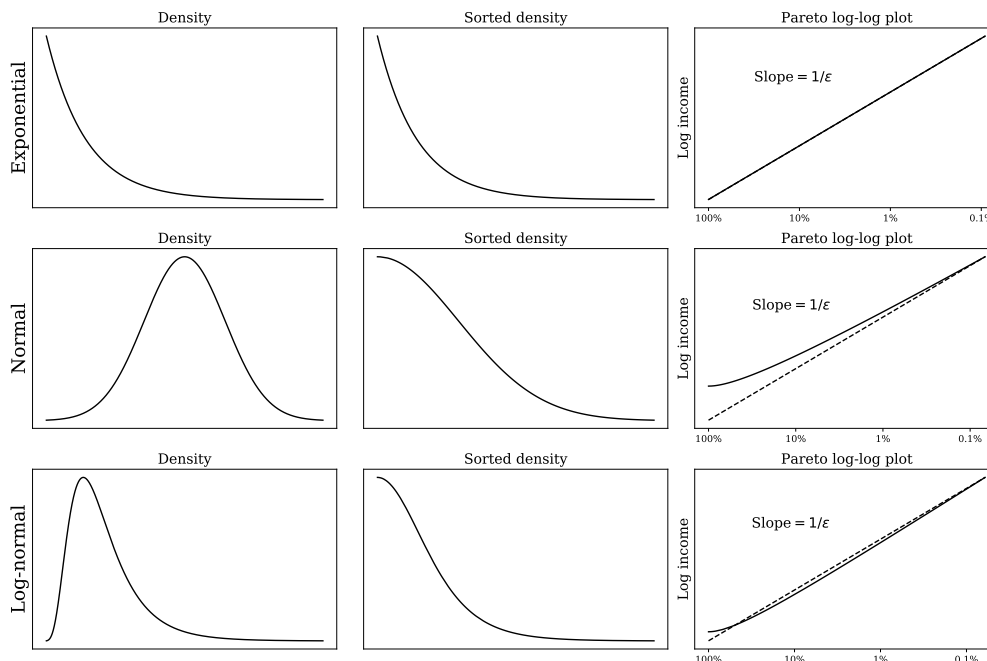 Density
Sorted density
Pareto log-log plot
Exponential
Log income
Slope = 1/ε
100%
10%
1%
0.1%
Density
Sorted density
Pareto log-log plot
Normal
Log income
Slope = 1/ε
100%
10%
1%
0.1%
Density
Sorted density
Pareto log-log plot
Log-normal
Log income
Slope = 1/ε
100%
10%
1%
0.1%